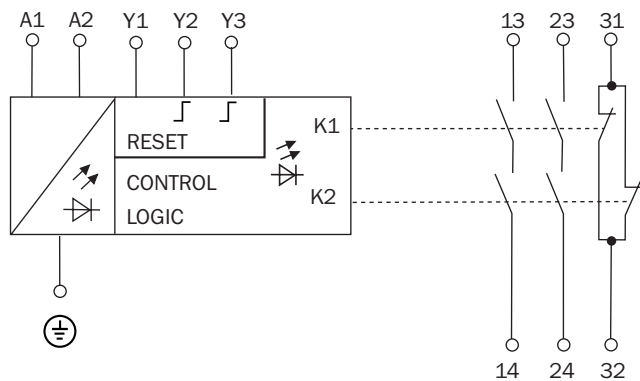 A1 A2 Y1 Y2 Y3 13 23 31
RESET
K1
CONTROL
LOGIC
K2
14 24 32